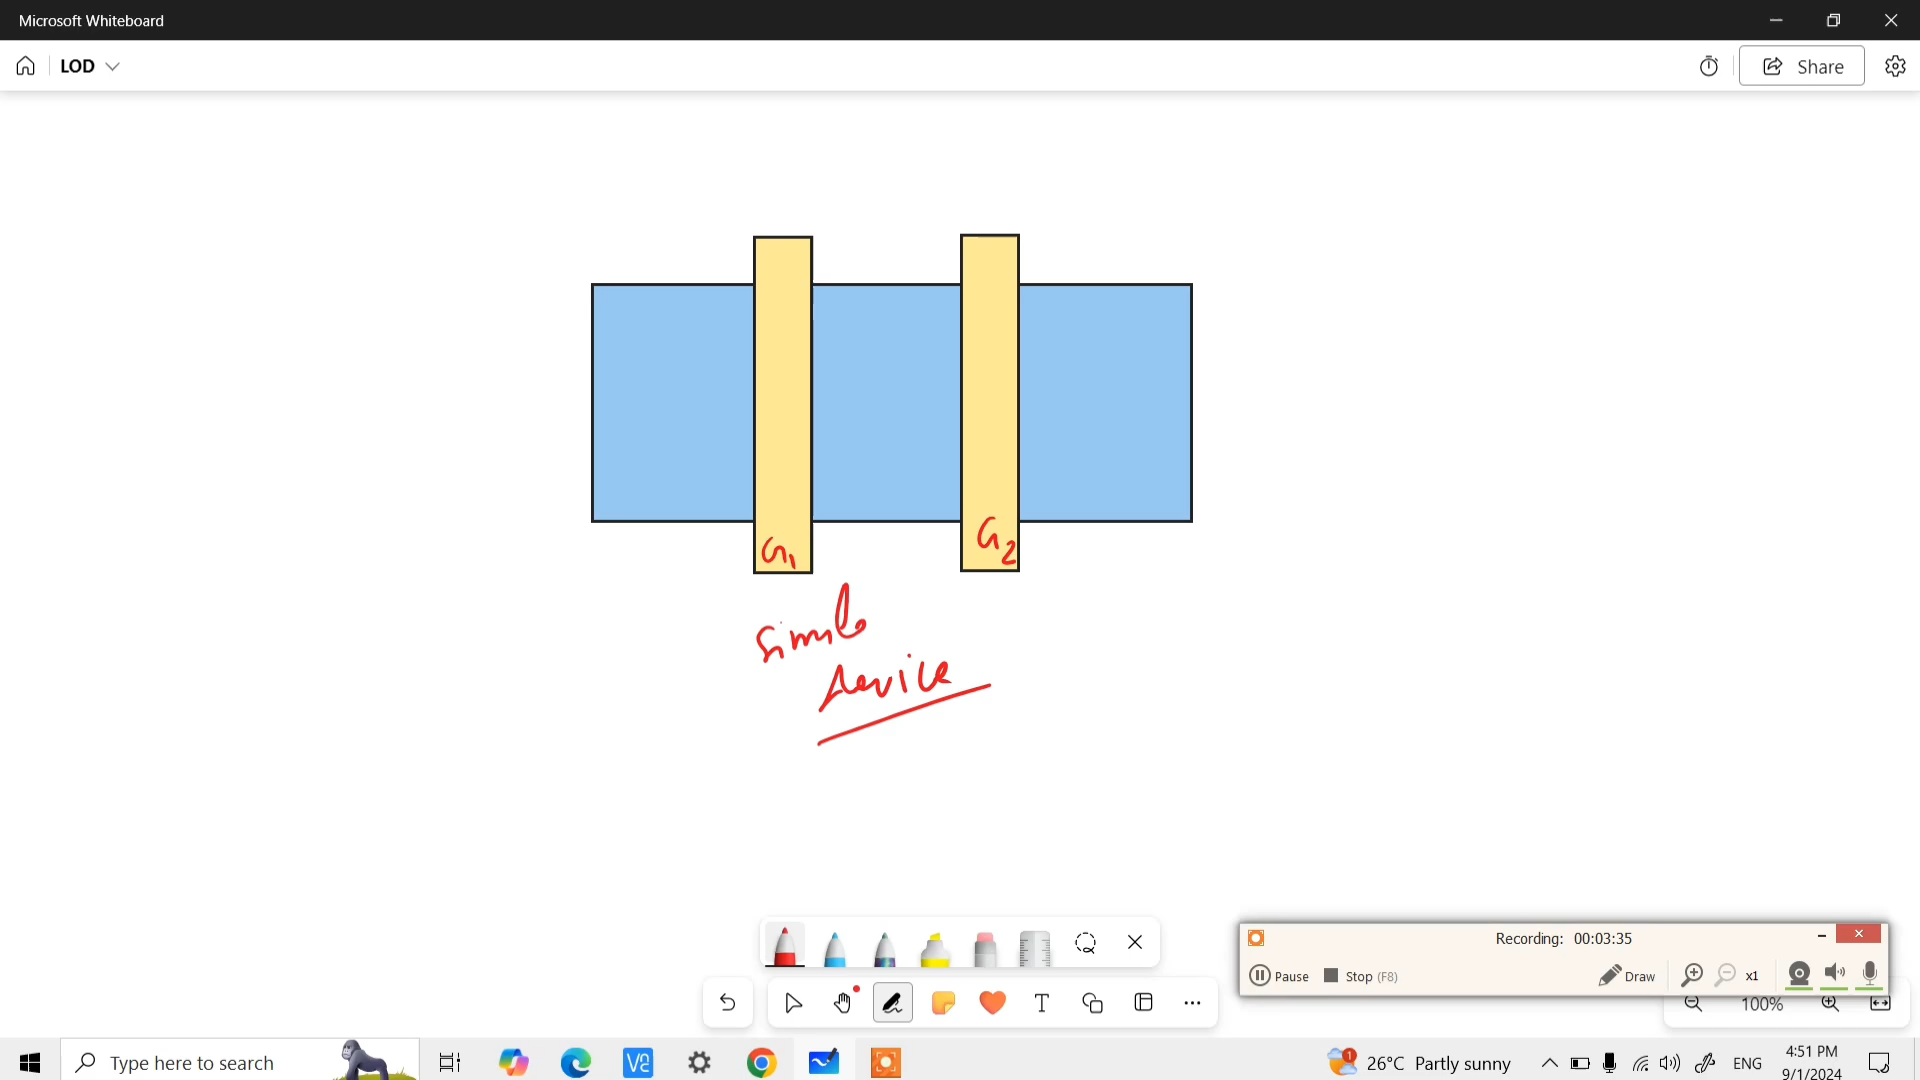 Microsoft Whiteboard
LOD
Share
G1
G2
device
Recording: 00:03:35
Pause
Stop (F8)
Draw
x1
100%
Type here to search
1
26°C Partly sunny
ENG
4:51 PM
9/1/2024